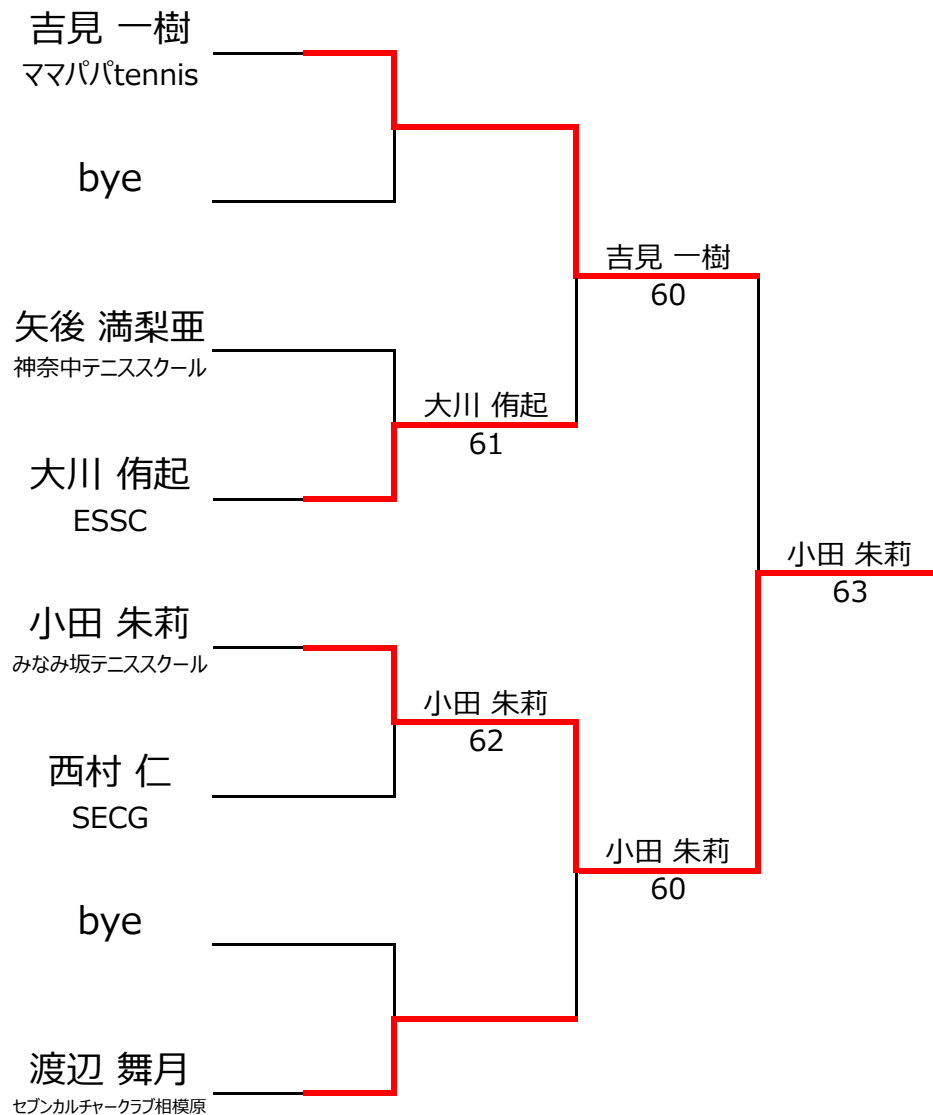 吉見 一樹
ママパパtennis
bye
吉見 一樹
60
矢後 満梨亜
神奈中テニススクール
大川 侑起
61
大川 侑起
ESSC
小田 朱莉
63
小田 朱莉
みなみ坂テニススクール
小田 朱莉
62
西村 仁
SECG
小田 朱莉
60
bye
渡辺 舞月
セブンカルチャークラブ相模原